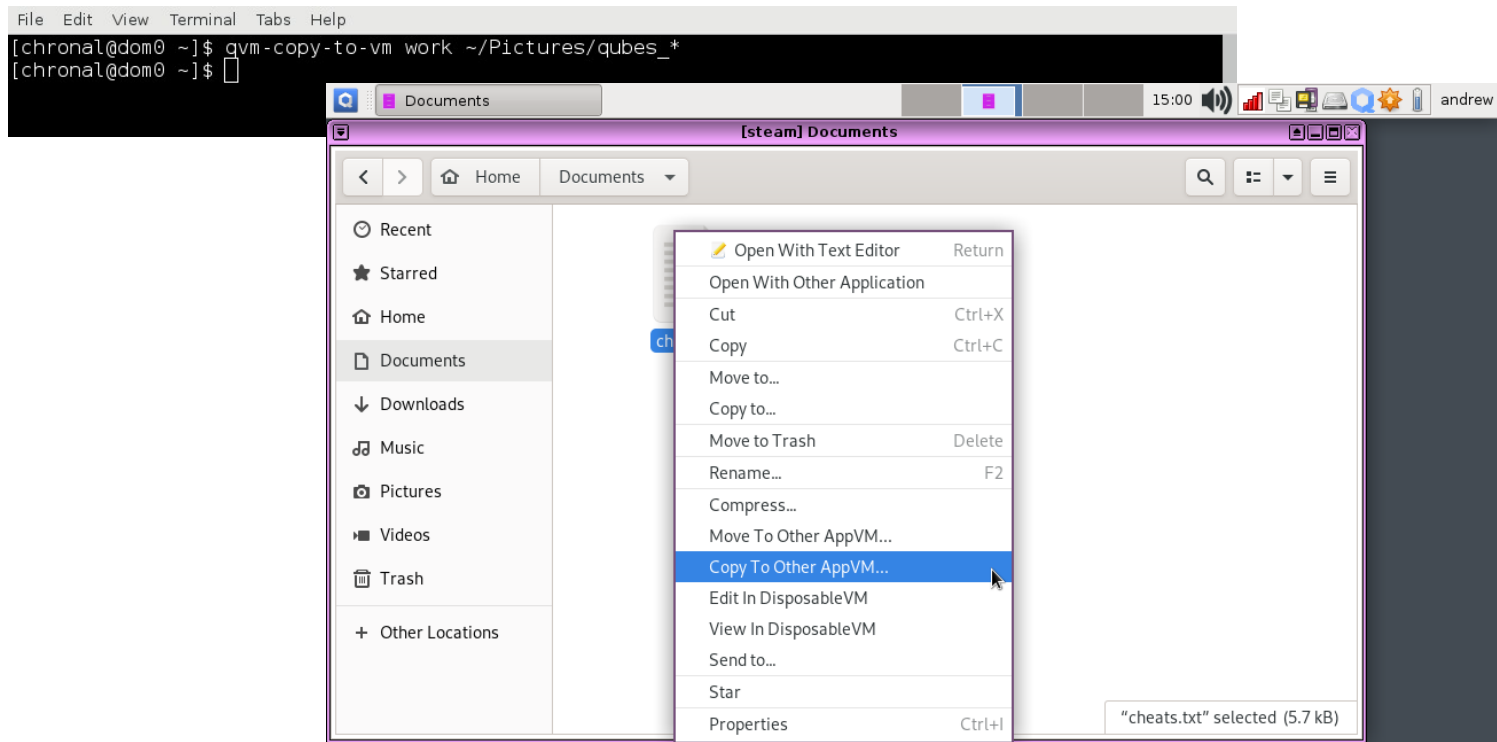 File Edit View Terminal Tabs Help
[chronal@dom0 ~]$ qvm-copy-to-vm work ~/Pictures/qubes_*
[chronal@dom0 ~]$
Documents
15:00
andrew
[steam] Documents
Home Documents
Recent
Starred
Home
Documents
Downloads
Music
Pictures
Videos
Trash
+ Other Locations
ch
Open With Text Editor Return
Open With Other Application
Cut Ctrl+X
Copy Ctrl+C
Move to...
Copy to...
Move to Trash Delete
Rename... F2
Compress...
Move To Other AppVM...
Copy To Other AppVM...
Edit In DisposableVM
View In DisposableVM
Send to...
Star
Properties Ctrl+I
“cheats.txt” selected (5.7 kB)